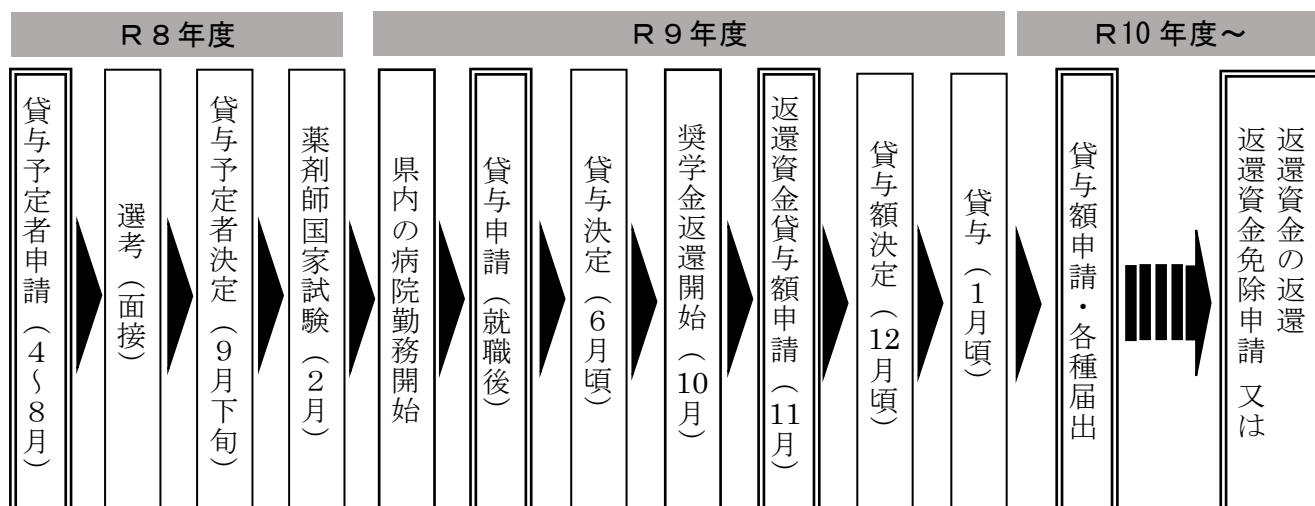 R8年度
R9年度
R10年度~
貸与予定者申請(4~8月)
選考(面接)
貸与予定者決定(9月下旬)
薬剤師国家試験(2月)
県内の病院勤務開始
貸与申請(就職後)
貸与決定(6月頃)
奨学金返還開始(10月)
返還資金貸与額申請(11月)
貸与額決定(12月頃)
貸与(1月頃)
貸与額申請・各種届出
返還資金の返還
返還資金免除申請 又は